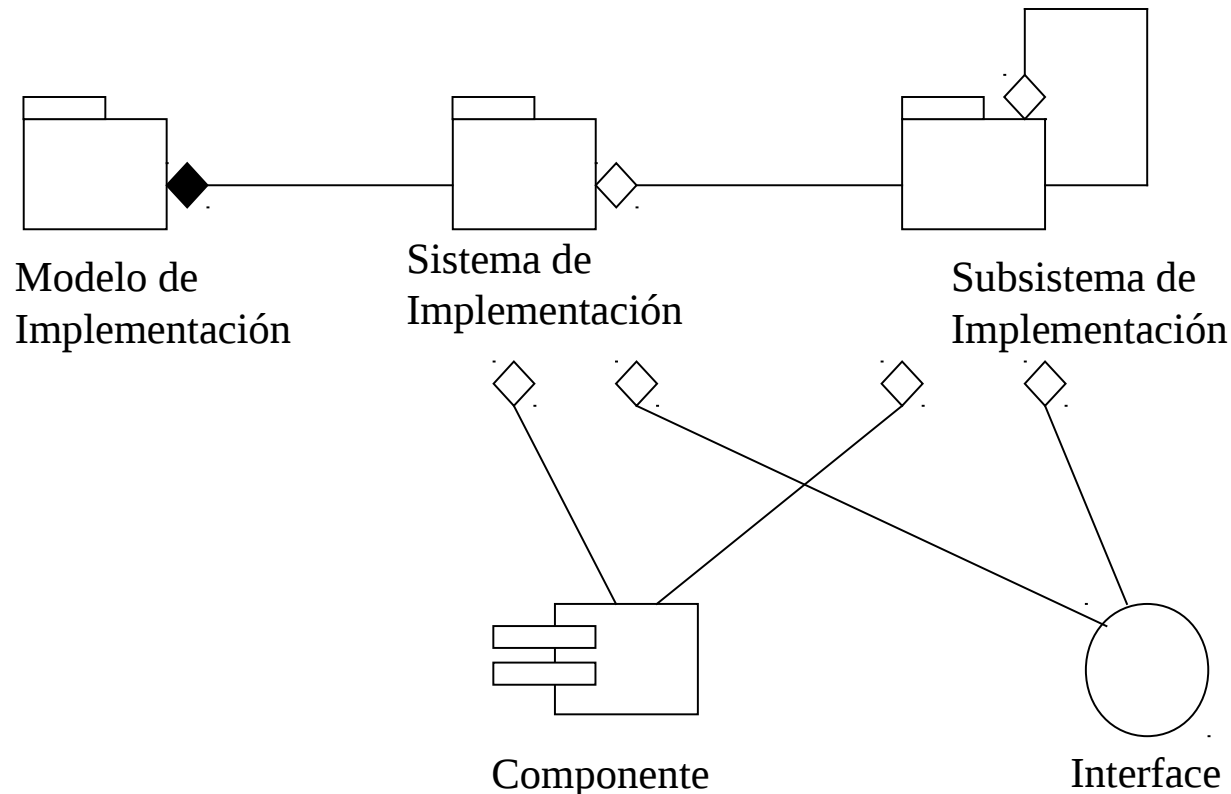 Modelo de
Implementación
Sistema de
Implementación
Subsistema de
Implementación
Componente
Interface